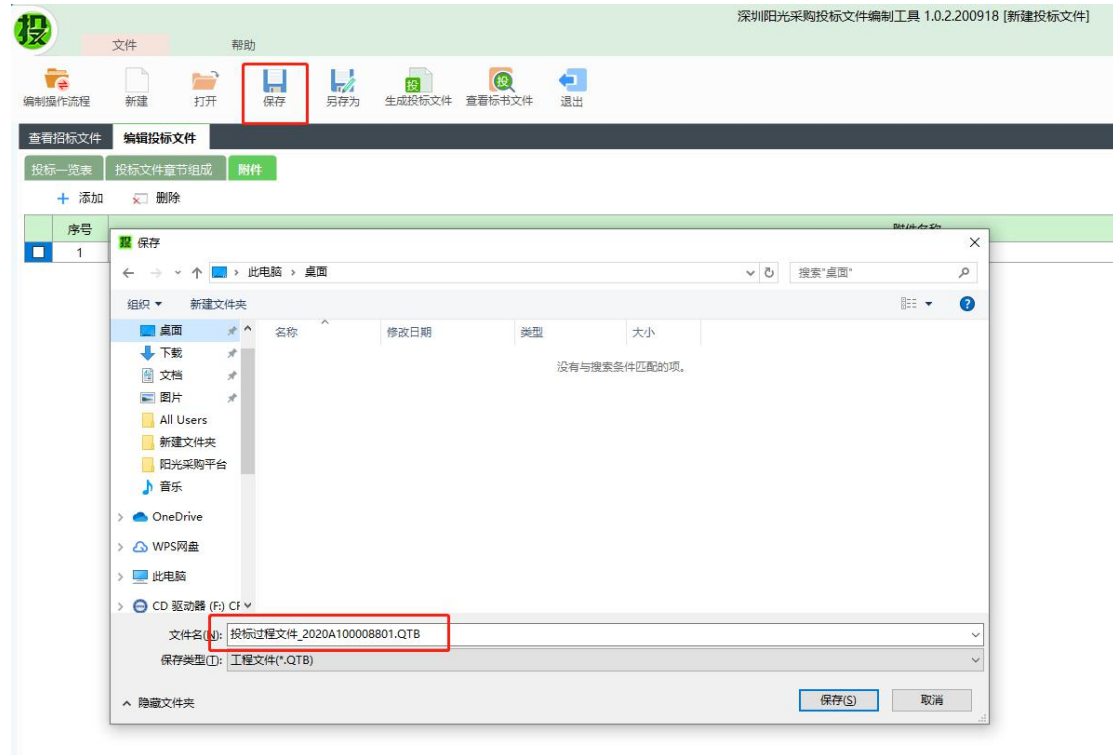 深圳阳光采购投标文件编制工具 1.0.2.200918 [新建投标文件]
投
文件 帮助
投 投
编制操作流程 新建 打开 保存 另存为 生成投标文件 查看标书文件 退出
查看招标文件 编辑投标文件
投标一览表 投标文件章节组成 附件
添加 删除
序号 附件名称
1
投 保存
此电脑 › 桌面 搜索"桌面"
组织 新建文件夹
名称 修改日期 类型 大小
没有与搜索条件匹配的项。
桌面
下载
文档
图片
All Users
新建文件夹
阳光采购平台
音乐
OneDrive
WPS网盘
此电脑
CD 驱动器 (F:) CF
文件名(N): 投标过程文件_2020A100008801.QTB
保存类型(T): 工程文件(*.QTB)
隐藏文件夹 保存(S) 取消